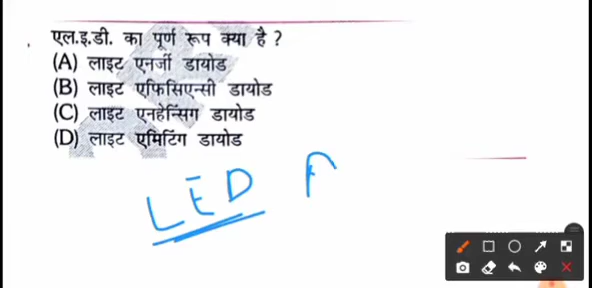 एल.इ.डी. का पूर्ण रूप क्या है ?
(A) लाइट एनर्जी डायोड
(B) लाइट एफिसिएन्सी डायोड
(C) लाइट एनहेन्सिंग डायोड
(D) लाइट एमिटिंग डायोड
LED